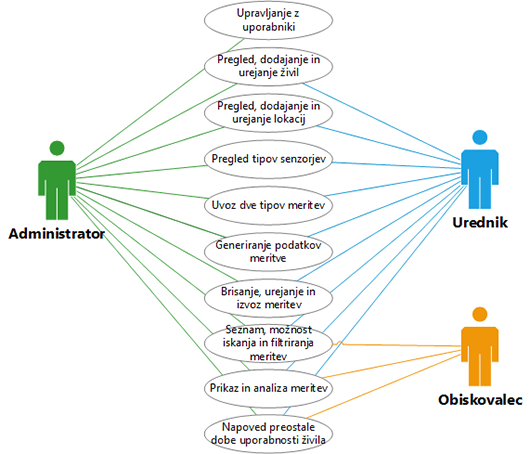 Upravljanje z
uporabniki
Pregled, dodajanje in
urejanje živil
Pregled, dodajanje in
urejanje lokacij
Pregled tipov senzorjev
Uvoz dve tipov meritev
Generiranje podatkov
meritve
Brisanje, urejanje in
izvoz meritev
Seznam, možnost
iskanja in filtriranja
meritev
Prikaz in analiza meritev
Napoved preostale
dobe uporabnosti živila
Administrator
Urednik
Obiskovalec